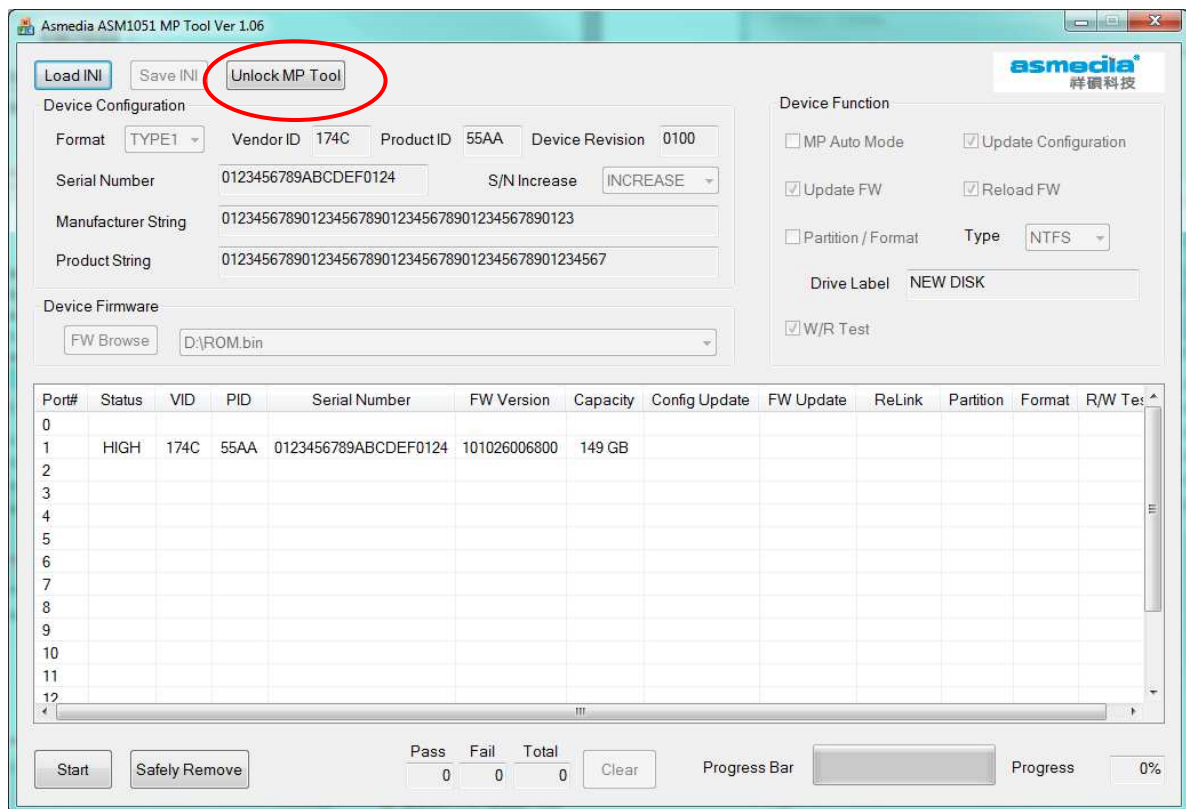 Asmedia ASM1051 MP Tool Ver 1.06
Load INI Save INI Unlock MP Tool
asmedia®
祥碩科技
Device Configuration
Format TYPE1 Vendor ID 174C Product ID 55AA Device Revision 0100
Serial Number 0123456789ABCDEF0124 S/N Increase INCREASE
Manufacturer String 01234567890123456789012345678901234567890123
Product String 012345678901234567890123456789012345678901234567
Device Firmware
FW Browse D:\ROM.bin
Device Function
MP Auto Mode Update Configuration
Update FW Reload FW
Partition / Format Type NTFS
Drive Label NEW DISK
W/R Test
Port# Status VID PID Serial Number FW Version Capacity Config Update FW Update ReLink Partition Format R/W Tes
0
1 HIGH 174C 55AA 0123456789ABCDEF0124 101026006800 149 GB
2
3
4
5
6
7
8
9
10
11
12
Start Safely Remove
Pass Fail Total
0 0 0
Clear Progress Bar Progress 0%